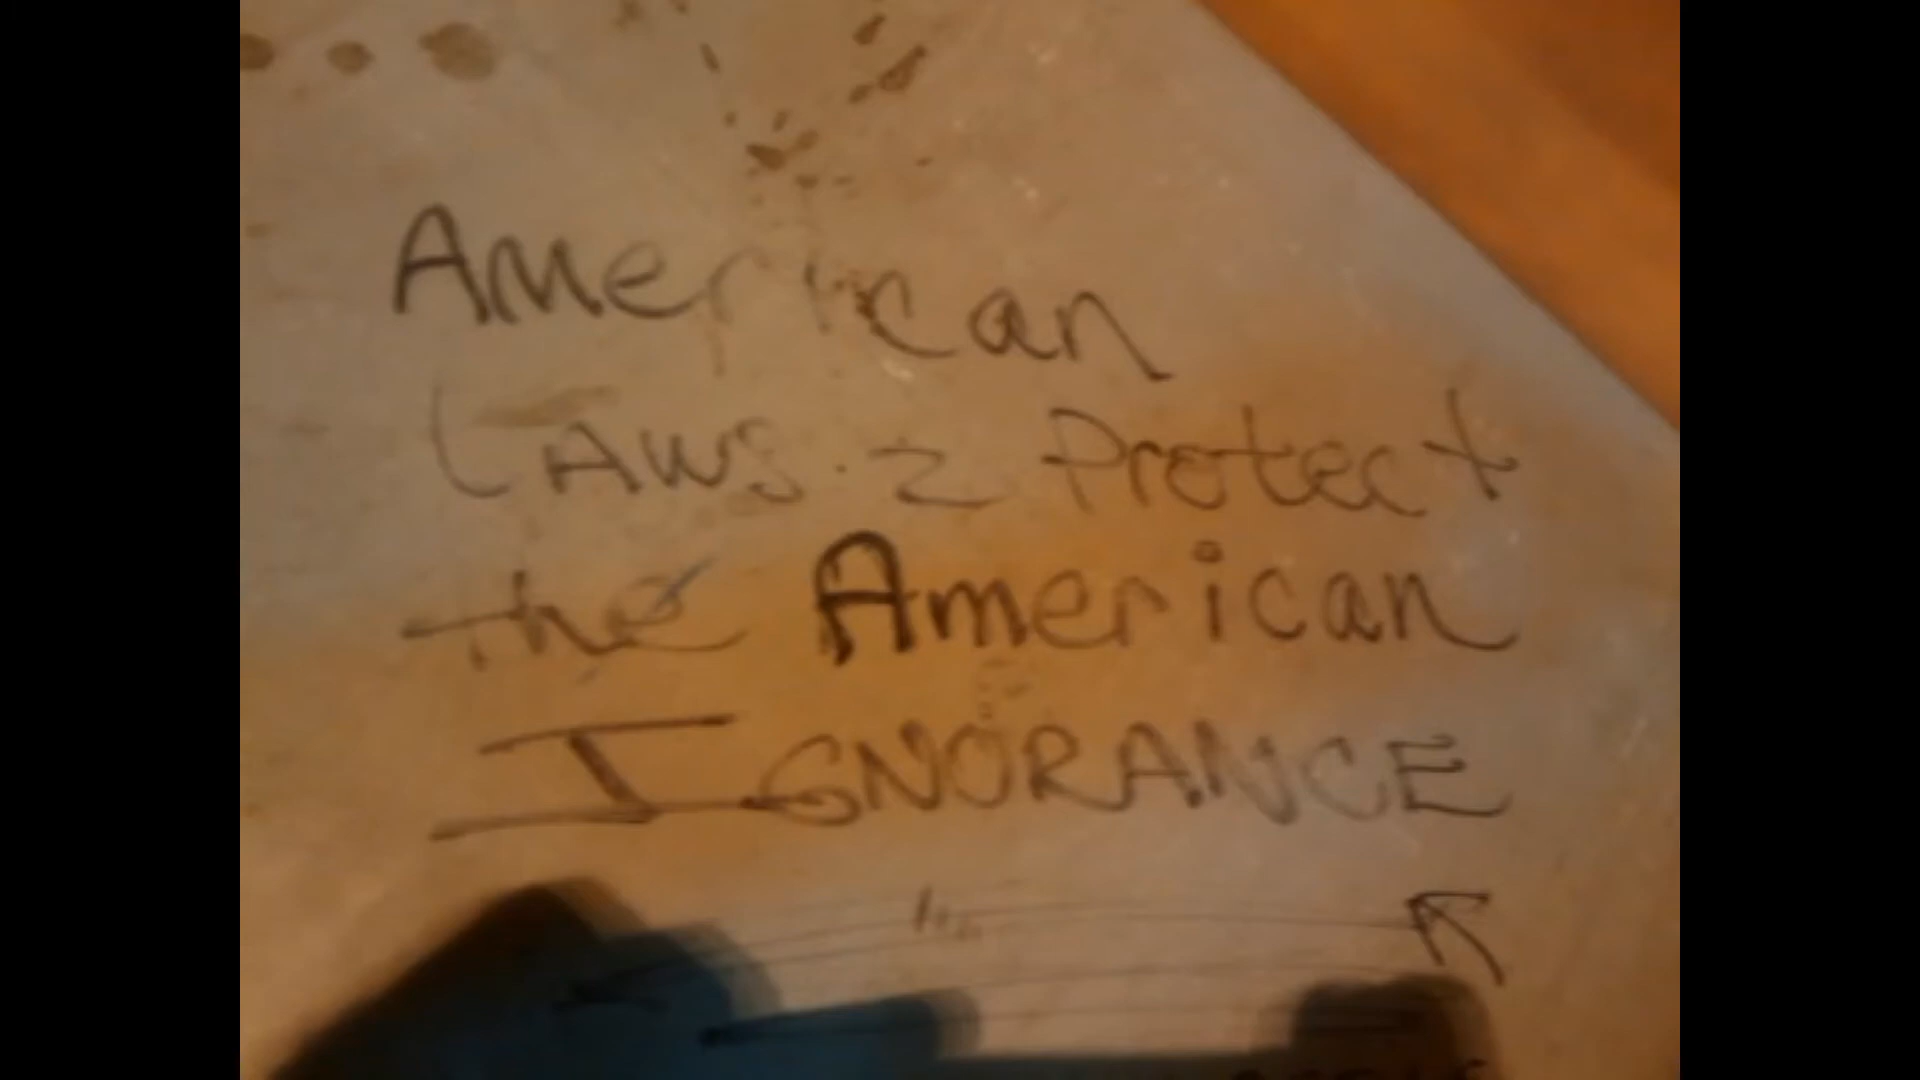 American
LAWS. 2 Protect
the American
IGNORANCE